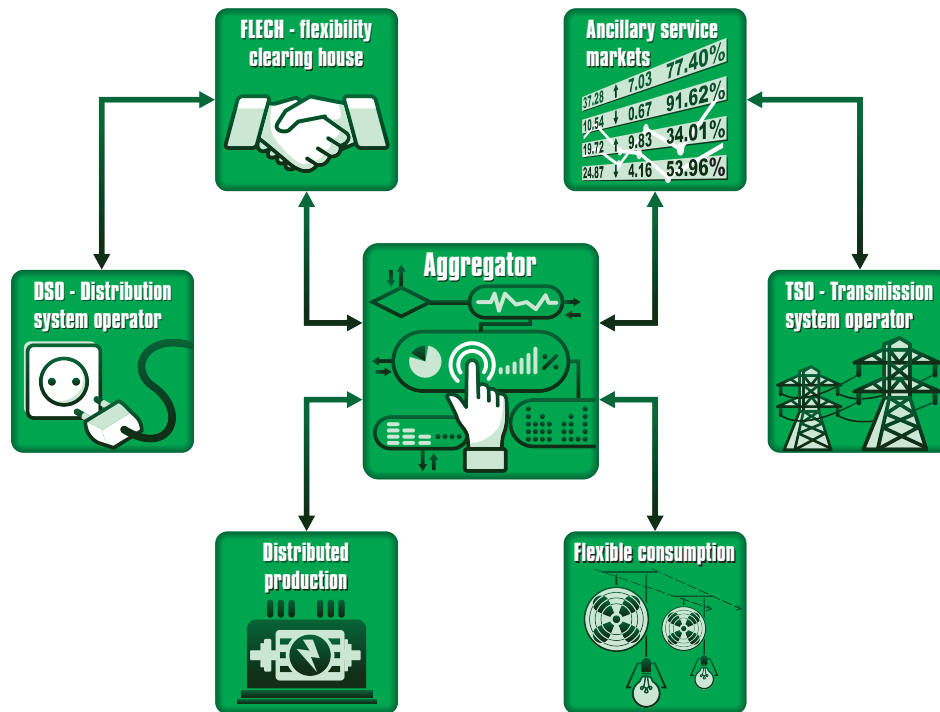 FLECH - flexibility
clearing house
Ancillary service
markets
37.28 ↑ 7.03 77.40%
10.54 ↓ 0.67 91.62%
19.72 ↑ 9.83 34.01%
24.87 ↓ 4.16 53.96%
DSO - Distribution
system operator
Aggregator
%
TSO - Transmission
system operator
Distributed
production
Flexible consumption